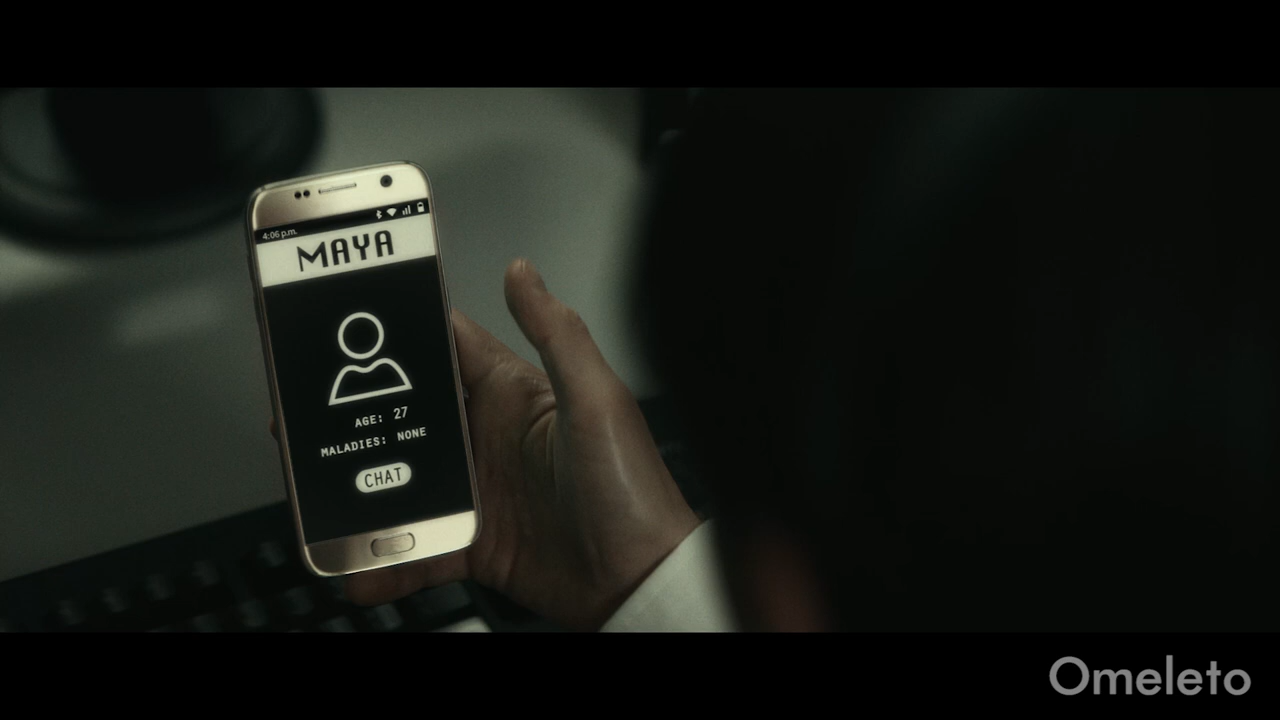 4:06 p.m.
MAYA
AGE: 27
MALADIES: NONE
CHAT
Omeleto